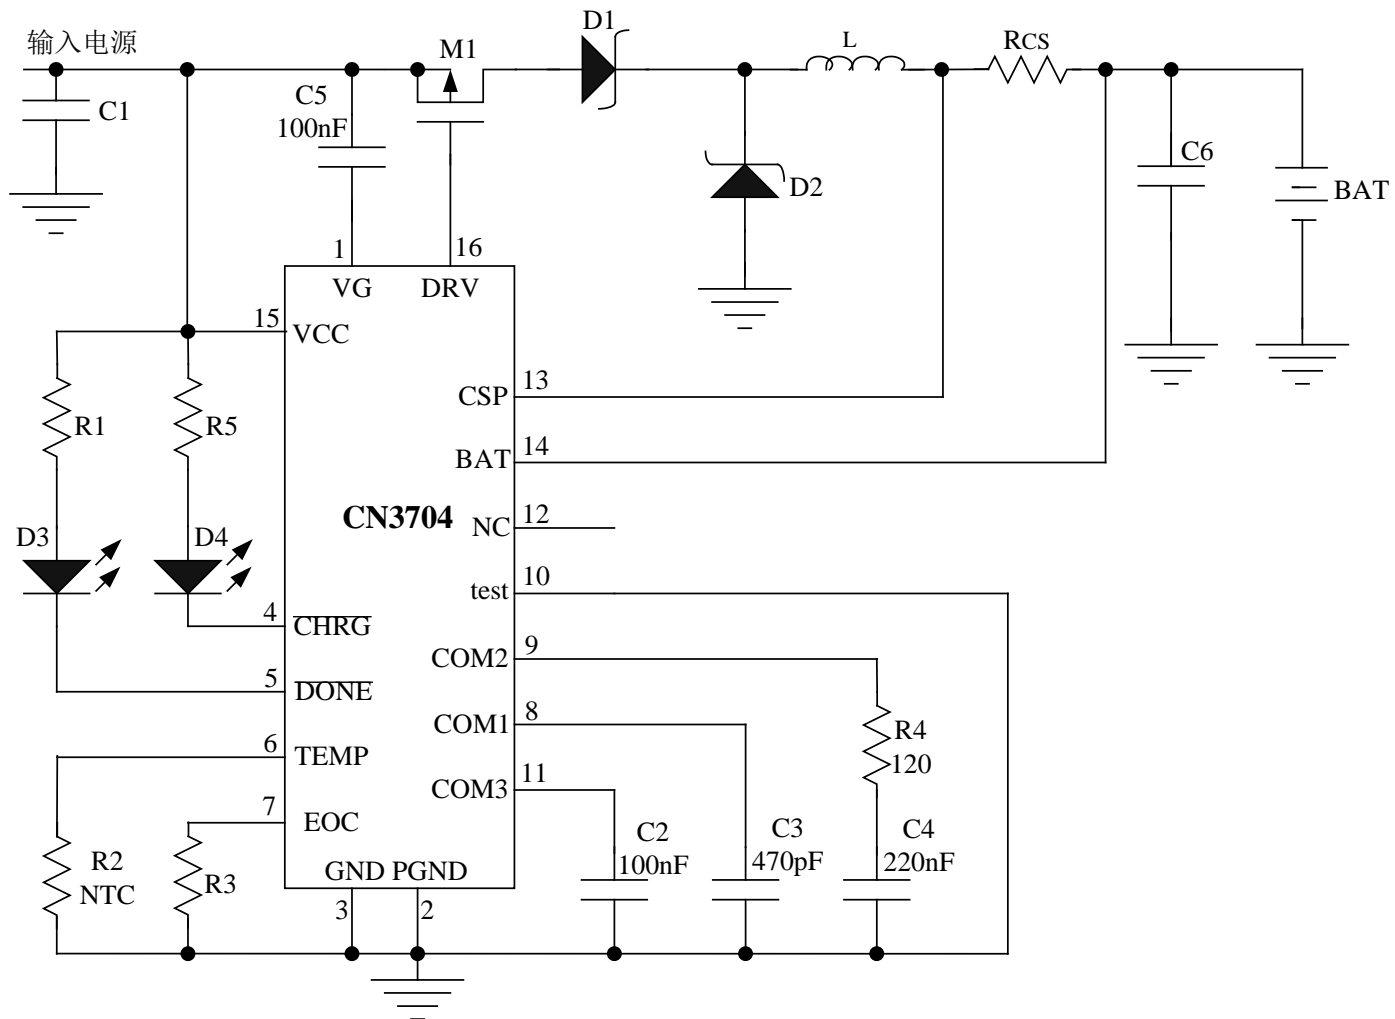 输入电源
D1
M1
L
RCS
C1
C5
100nF
C6
D2
BAT
1
16
VG
DRV
15
VCC
CSP
13
R1
R5
BAT
14
CN3704
NC
12
D3
D4
test
10
4
CHRG
COM2
9
5
DONE
COM1
8
R4
120
6
TEMP
COM3
11
7
EOC
C2
100nF
C3
470pF
C4
220nF
R2
NTC
R3
GND PGND
3
2